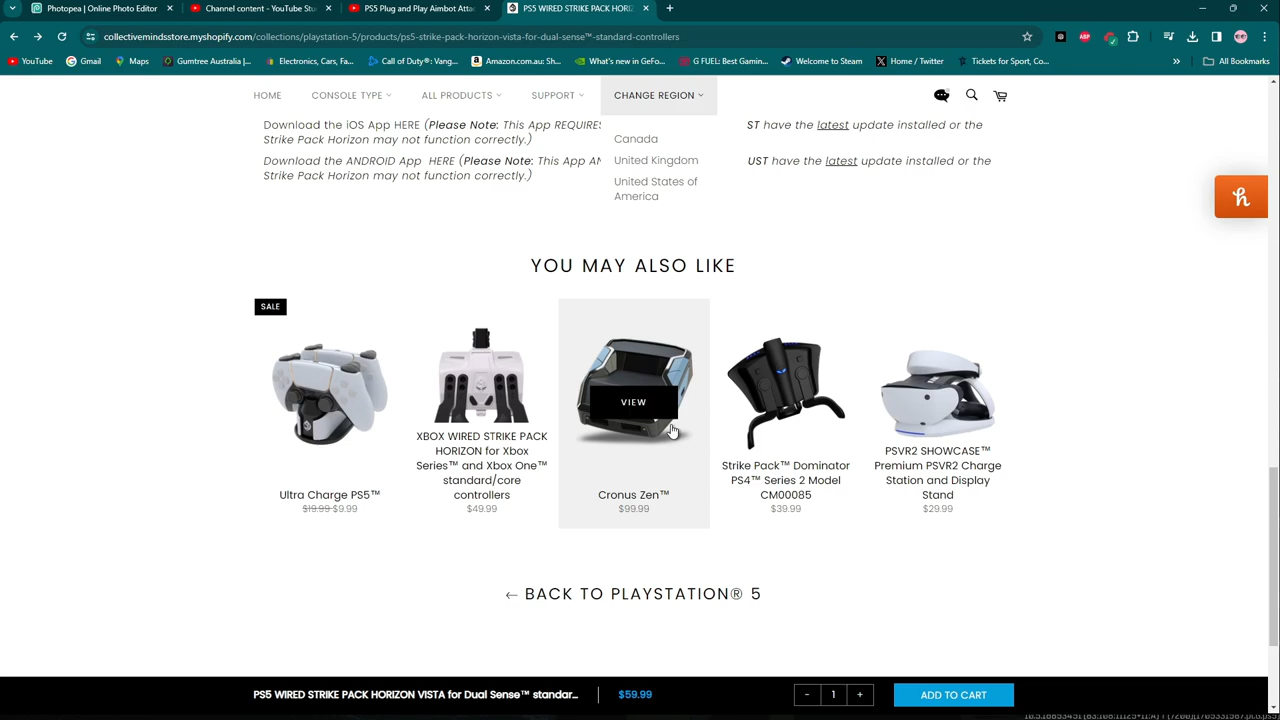 Photopea | Online Photo Editor
Channel content - YouTube Stu
PS5 Plug and Play Aimbot Attac
PS5 WIRED STRIKE PACK HORIZ
collectivemindsstore.myshopify.com/collections/playstation-5/products/ps5-strike-pack-horizon-vista-for-dual-sense™-standard-controllers
YouTube Gmail Maps Gumtree Australia |... Electronics, Cars, Fa... Call of Duty®: Vang... Amazon.com.au: Sh... What's new in GeFo... G FUEL: Best Gamin... Welcome to Steam Home / Twitter Tickets for Sport, Co... » All Bookmarks
HOME CONSOLE TYPE ALL PRODUCTS SUPPORT CHANGE REGION
Download the iOS App HERE (Please Note: This App REQUIRES ST have the latest update installed or the
Strike Pack Horizon may not function correctly.)
Download the ANDROID App HERE (Please Note: This App AN UST have the latest update installed or the
Strike Pack Horizon may not function correctly.)
Canada
United Kingdom
United States of
America
h
YOU MAY ALSO LIKE
SALE
VIEW
Ultra Charge PS5™
$19.99 $9.99
XBOX WIRED STRIKE PACK
HORIZON for Xbox
Series™ and Xbox One™
standard/core
controllers
$49.99
Cronus Zen™
$99.99
Strike Pack™ Dominator
PS4™ Series 2 Model
CM00085
$39.99
PSVR2 SHOWCASE™
Premium PSVR2 Charge
Station and Display
Stand
$29.99
← BACK TO PLAYSTATION® 5
PS5 WIRED STRIKE PACK HORIZON VISTA for Dual Sense™ standar... $59.99 - 1 + ADD TO CART